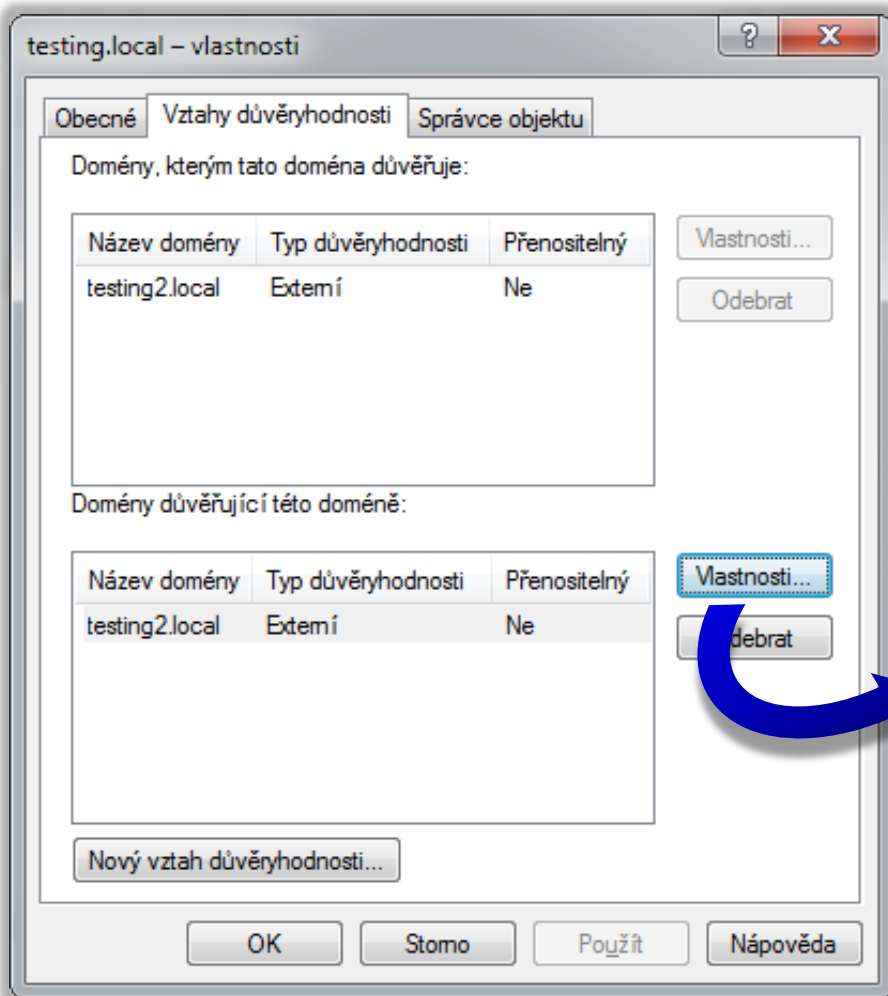 testing.local – vlastnosti
?
Obecné Vztahy důvěryhodnosti Správce objektu
Domény, kterým tato doména důvěřuje:
Název domény Typ důvěryhodnosti Přenositelný Vlastnosti...
testing2.local Externí Ne
Odebrat
Domény důvěřující této doméně:
Název domény Typ důvěryhodnosti Přenositelný Vlastnosti...
testing2.local Externí Ne
debrat
Nový vztah důvěryhodnosti...
OK Storno Použít Nápověda